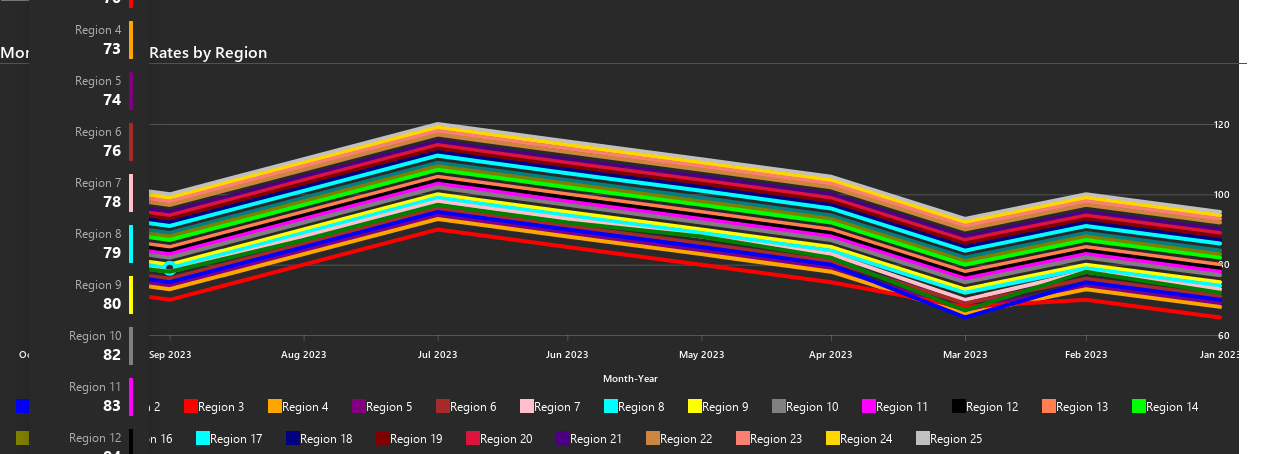 70
Region 4
73
Rates by Region
Region 5
74
120
Region 6
76
Region 7
78
100
Region 8
79
80
Region 9
80
Region 10
82
60
Sep 2023 Aug 2023 Jul 2023 Jun 2023 May 2023 Apr 2023 Mar 2023 Feb 2023 Jan 2023
Month-Year
Region 11
83
2 Region 3 Region 4 Region 5 Region 6 Region 7 Region 8 Region 9 Region 10 Region 11 Region 12 Region 13 Region 14
Region 12
16 Region 17 Region 18 Region 19 Region 20 Region 21 Region 22 Region 23 Region 24 Region 25